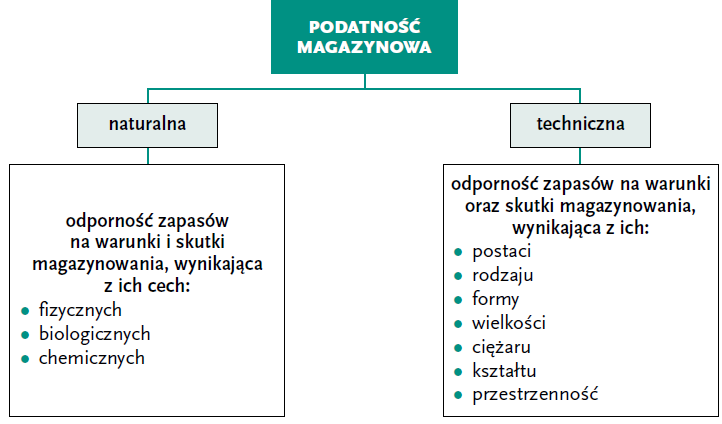 PODATNOŚĆ
MAGAZYNOWA
naturalna
odporność zapasów
na warunki i skutki
magazynowania, wynikająca
z ich cech:
• fizycznych
• biologicznych
• chemicznych
techniczna
odporność zapasów na warunki
oraz skutki magazynowania,
wynikająca z ich:
• postaci
• rodzaju
• formy
• wielkości
• ciężaru
• kształtu
• przestrzenność